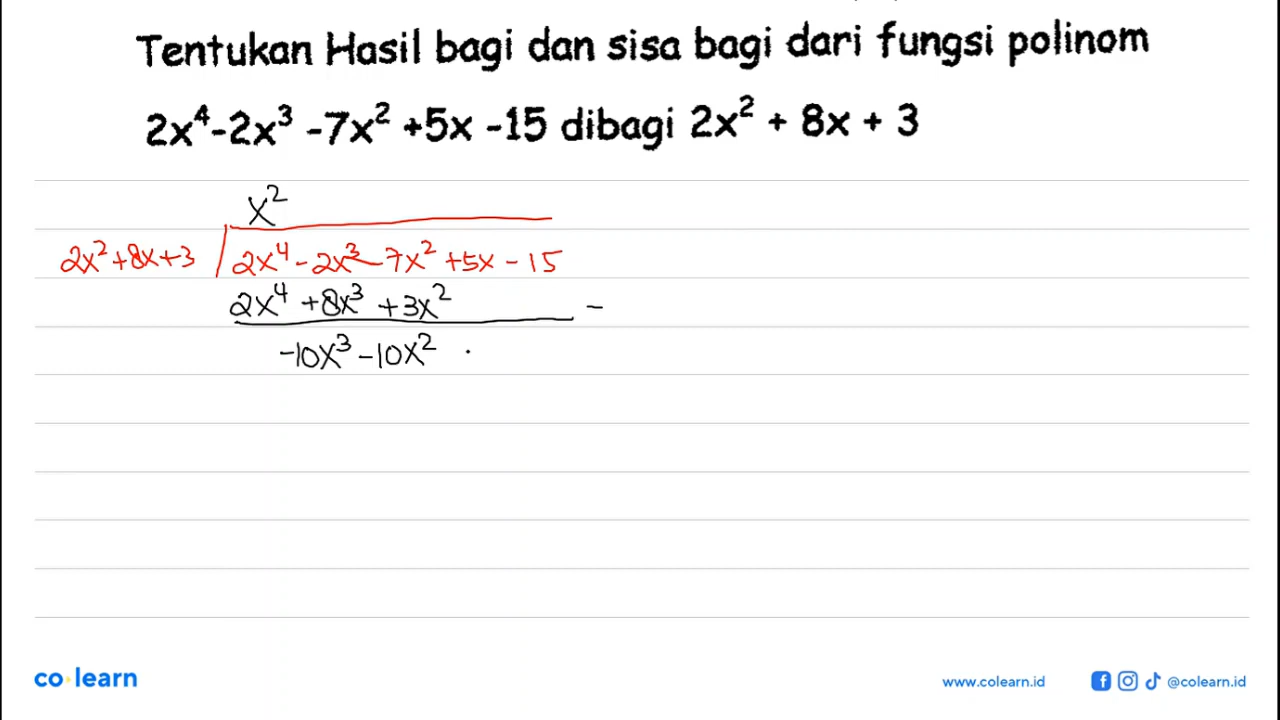 Tentukan Hasil bagi dan sisa bagi dari fungsi polinom
2x⁴-2x³ -7x² +5x -15 dibagi 2x² + 8x + 3
x²
2x²+8x+3 2x⁴ - 2x³ - 7x² +5x - 15
2x⁴ +8x³ +3x² -
-10x³ -10x²
co learn
www.colearn.id @colearn.id